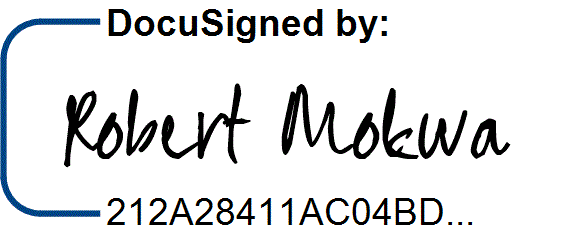 DocuSigned by:
Robert Mokwa
212A28411AC04BD...